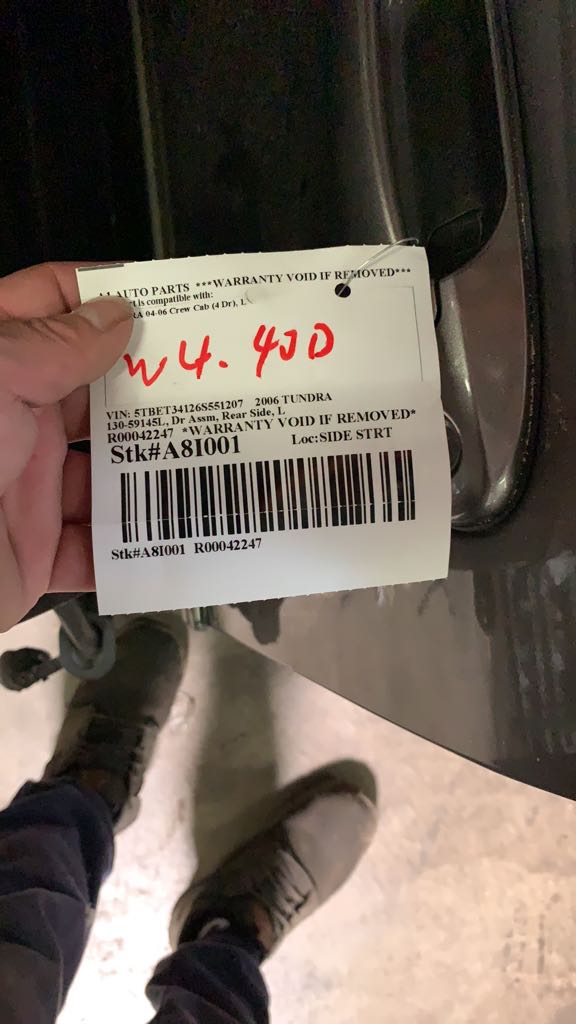 AUTO PARTS ***WARRANTY VOID IF REMOVED***
is compatible with:
04-06 Crew Cab (4 Dr), L
W 4. 40D
VIN: 5TBET34126S551207 2006 TUNDRA
130-59145L, Dr Assm, Rear Side, L
R00042247 *WARRANTY VOID IF REMOVED*
Stk#A8I001 Loc:SIDE STRT
Stk#A8I001 R00042247